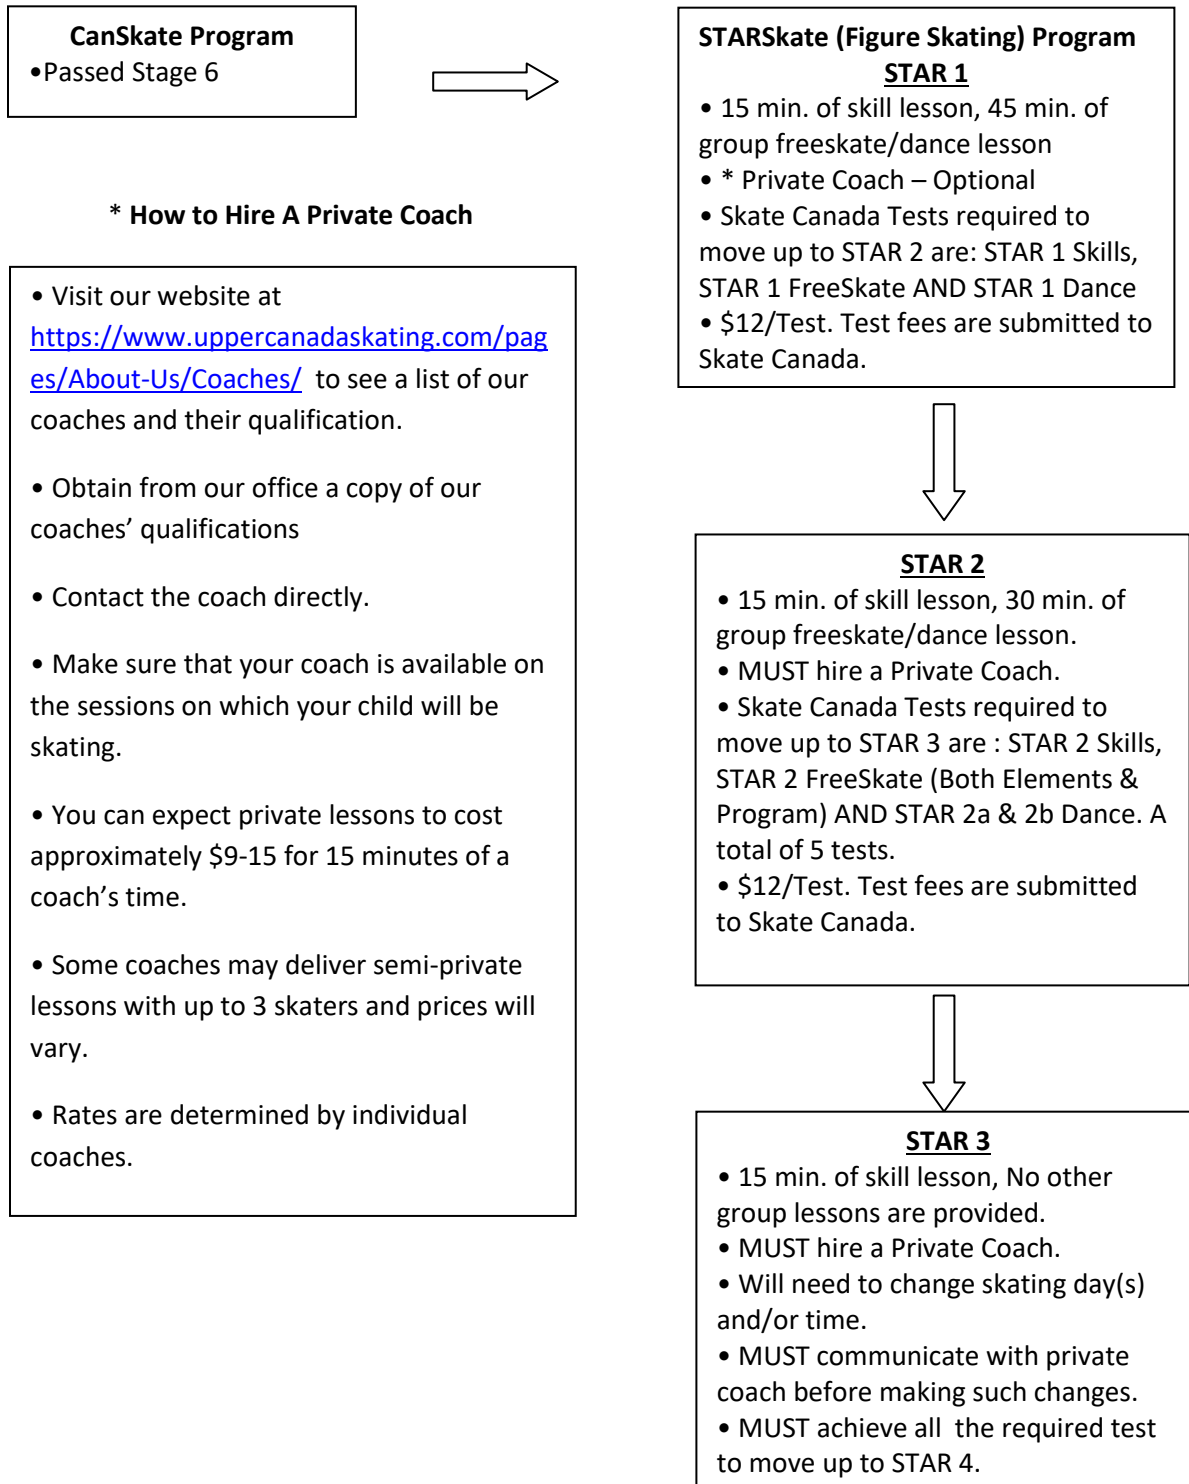 CanSkate Program
•Passed Stage 6
* How to Hire A Private Coach
• Visit our website at
https://www.uppercanadaskating.com/pag
es/About-Us/Coaches/ to see a list of our
coaches and their qualification.
• Obtain from our office a copy of our
coaches’ qualifications
• Contact the coach directly.
• Make sure that your coach is available on
the sessions on which your child will be
skating.
• You can expect private lessons to cost
approximately $9-15 for 15 minutes of a
coach’s time.
• Some coaches may deliver semi-private
lessons with up to 3 skaters and prices will
vary.
• Rates are determined by individual
coaches.
STARSkate (Figure Skating) Program
STAR 1
• 15 min. of skill lesson, 45 min. of
group freeskate/dance lesson
• * Private Coach – Optional
• Skate Canada Tests required to
move up to STAR 2 are: STAR 1 Skills,
STAR 1 FreeSkate AND STAR 1 Dance
• $12/Test. Test fees are submitted to
Skate Canada.
STAR 2
• 15 min. of skill lesson, 30 min. of
group freeskate/dance lesson.
• MUST hire a Private Coach.
• Skate Canada Tests required to
move up to STAR 3 are : STAR 2 Skills,
STAR 2 FreeSkate (Both Elements &
Program) AND STAR 2a & 2b Dance. A
total of 5 tests.
• $12/Test. Test fees are submitted
to Skate Canada.
STAR 3
• 15 min. of skill lesson, No other
group lessons are provided.
• MUST hire a Private Coach.
• Will need to change skating day(s)
and/or time.
• MUST communicate with private
coach before making such changes.
• MUST achieve all  the required test
to move up to STAR 4.